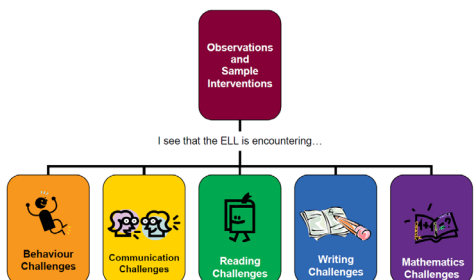 Observations
and
Sample
Interventions
I see that the ELL is encountering…
Behaviour
Challenges
Communication
Challenges
Reading
Challenges
Writing
Challenges
Mathematics
Challenges